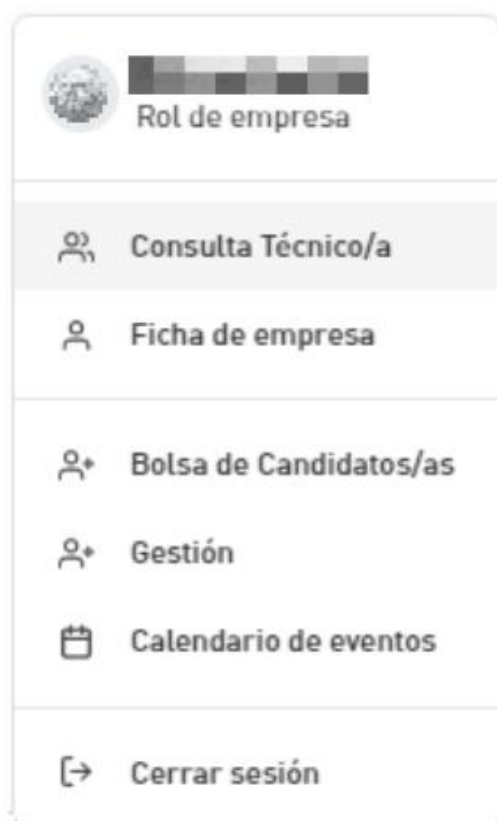 Rol de empresa
Consulta Técnico/a
Ficha de empresa
Bolsa de Candidatos/as
Gestión
Calendario de eventos
Cerrar sesión